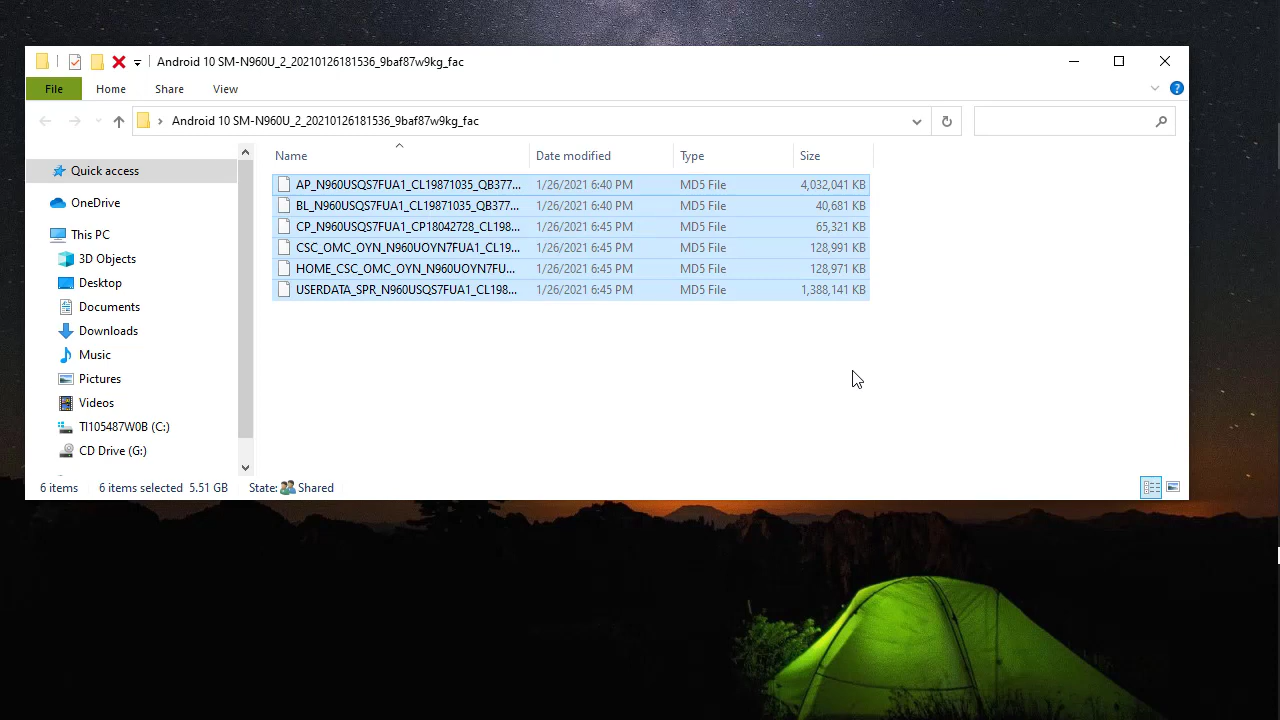 Android 10 SM-N960U_2_20210126181536_9baf87w9kg_fac
File Home Share View
Android 10 SM-N960U_2_20210126181536_9baf87w9kg_fac
Name Date modified Type Size
Quick access
OneDrive
This PC
3D Objects
Desktop
Documents
Downloads
Music
Pictures
Videos
TI105487W0B (C:)
CD Drive (G:)
AP_N960USQS7FUA1_CL19871035_QB377... 1/26/2021 6:40 PM MD5 File 4,032,041 KB
BL_N960USQS7FUA1_CL19871035_QB377... 1/26/2021 6:40 PM MD5 File 40,681 KB
CP_N960USQS7FUA1_CP18042728_CL198... 1/26/2021 6:45 PM MD5 File 65,321 KB
CSC_OMC_OYN_N960UOYN7FUA1_CL19... 1/26/2021 6:45 PM MD5 File 128,991 KB
HOME_CSC_OMC_OYN_N960UOYN7FU... 1/26/2021 6:45 PM MD5 File 128,971 KB
USERDATA_SPR_N960USQS7FUA1_CL198... 1/26/2021 6:45 PM MD5 File 1,388,141 KB
6 items 6 items selected 5.51 GB State: Shared